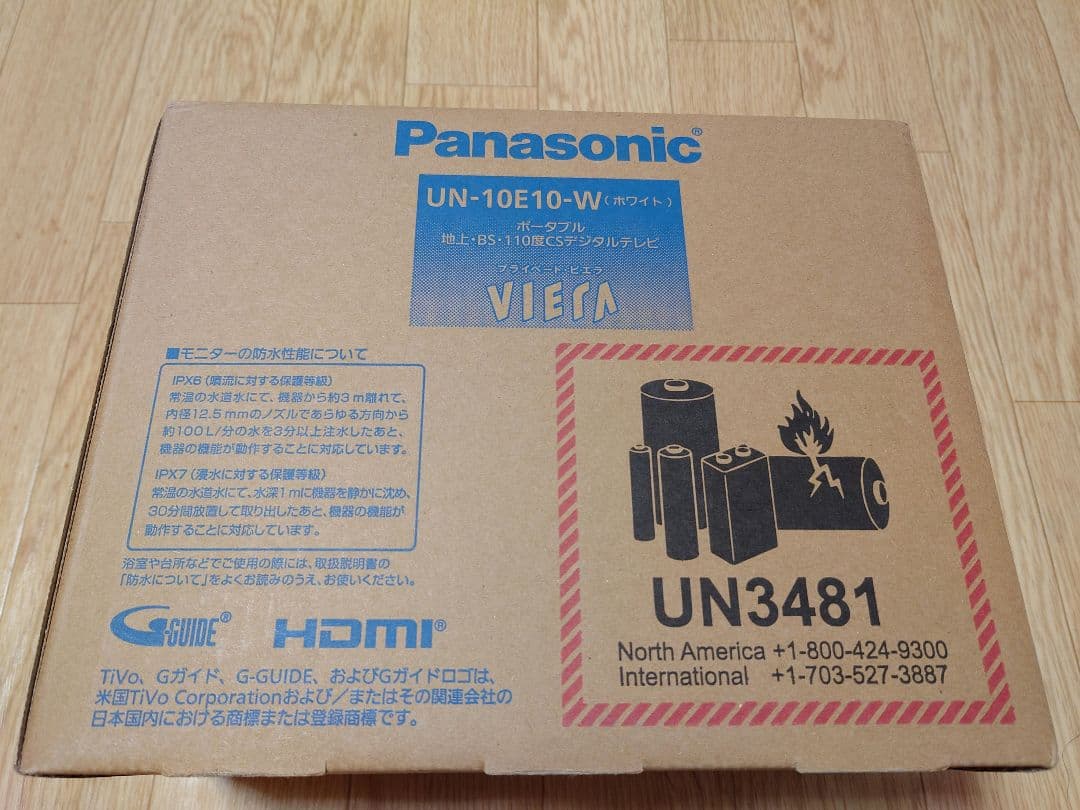 Panasonic®
UN-10E10-W(ホワイト)
ポータブル
地上・BS・110度CSデジタルテレビ
プライベート・ビエラ
VIERA
■モニターの防水性能について
IPX6(噴流に対する保護等級)
常温の水道水にて、機器から約3m離れて、
内径12.5mmのノズルであらゆる方向から
約100L/分の水を3分以上注水したあと、
機器の機能が動作することに対応しています。
IPX7(浸水に対する保護等級)
常温の水道水にて、水深1mに機器を静かに沈め、
30分間放置して取り出したあと、機器の機能が
動作することに対応しています。
浴室や台所などでご使用の際には、取扱説明書の
「防水について」をよくお読みのうえ、お使いください。
G-GUIDE® HDMI®
TiVo、Gガイド、G-GUIDE、およびGガイドロゴは、
米国TiVo Corporationおよび/またはその関連会社の
日本国内における商標または登録商標です。
UN3481
North America +1-800-424-9300
International +1-703-527-3887